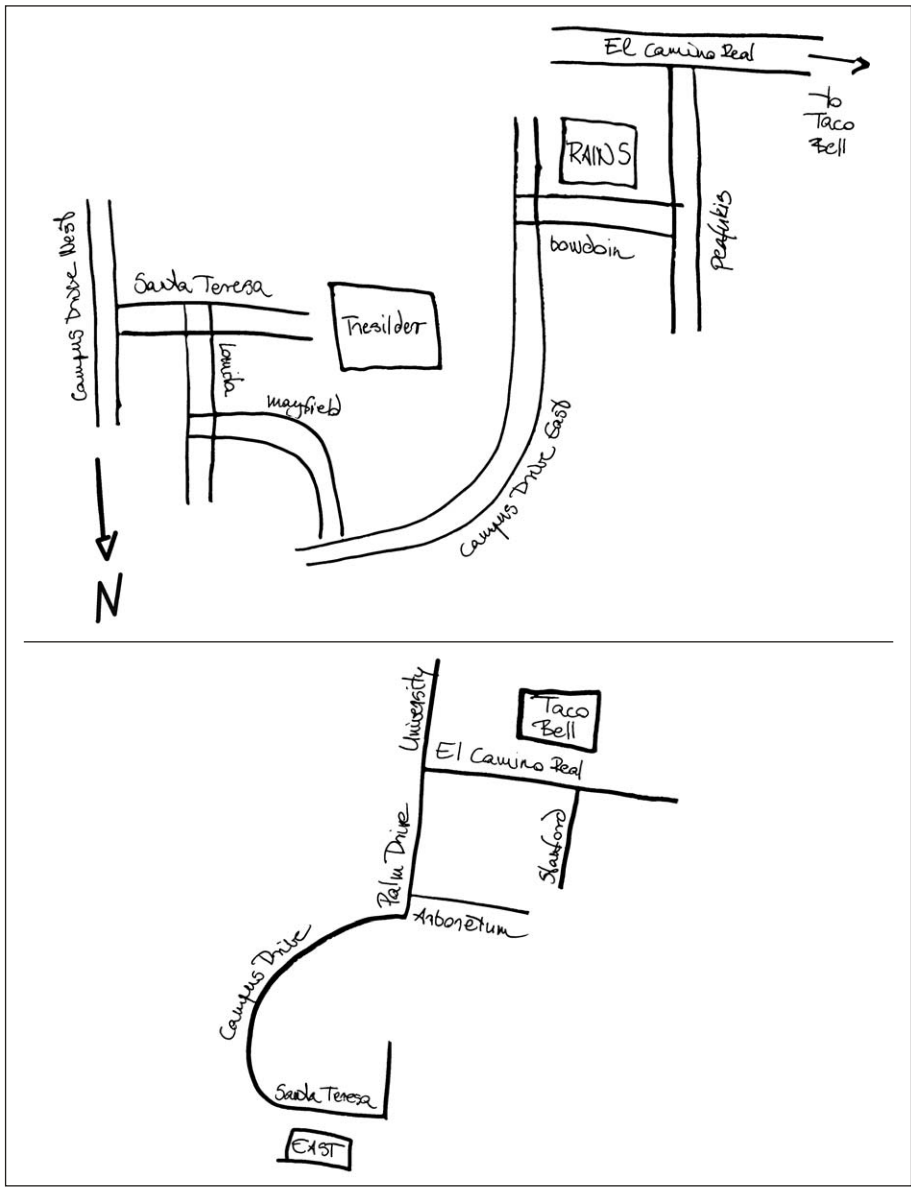 El Camino Real
to
Taco
Bell
RAINS
Campus Drive West
Santa Teresa
Tresilder
Lomita
mayfield
bowdoin
Campus Drive East
N
University
Taco
Bell
El Camino Real
Palm Drive
Stanford
Arboretum
Campus Drive
Santa Teresa
EAST